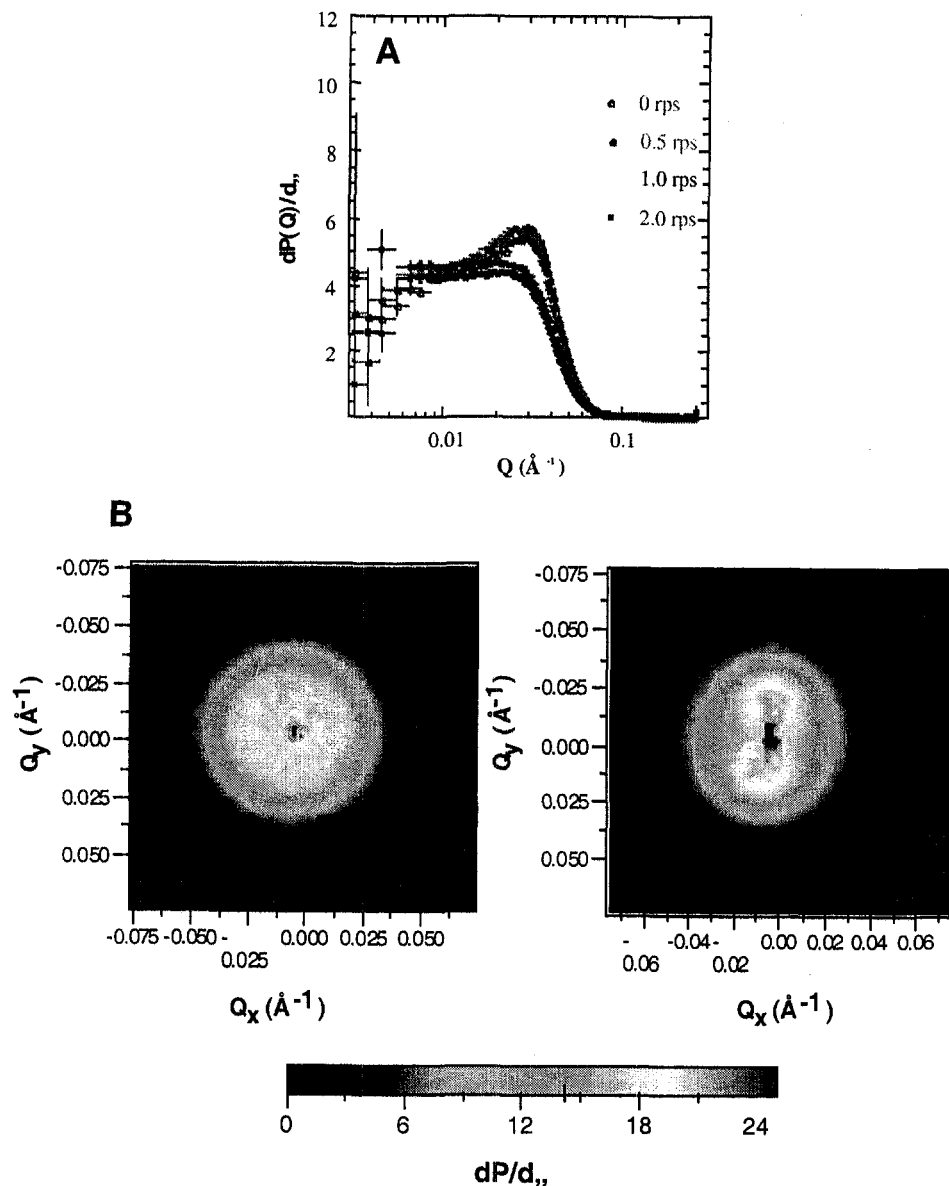 A
12
10
8
6
4
2
dP(Q)/d,,
0 rps
0.5 rps
1.0 rps
2.0 rps
0.01
0.1
Q (Å⁻¹)
B
-0.075
-0.050
-0.025
0.000
0.025
0.050
Qy (Å⁻¹)
-0.075 -0.050 - 0.000 0.025 0.050
0.025
Qx (Å⁻¹)
-0.075
-0.050
-0.025
0.000
0.025
0.050
Qy (Å⁻¹)
- -0.04 - 0.00 0.02 0.04 0.06
0.06 0.02
Qx (Å⁻¹)
0 6 12 18 24
dP/d,,